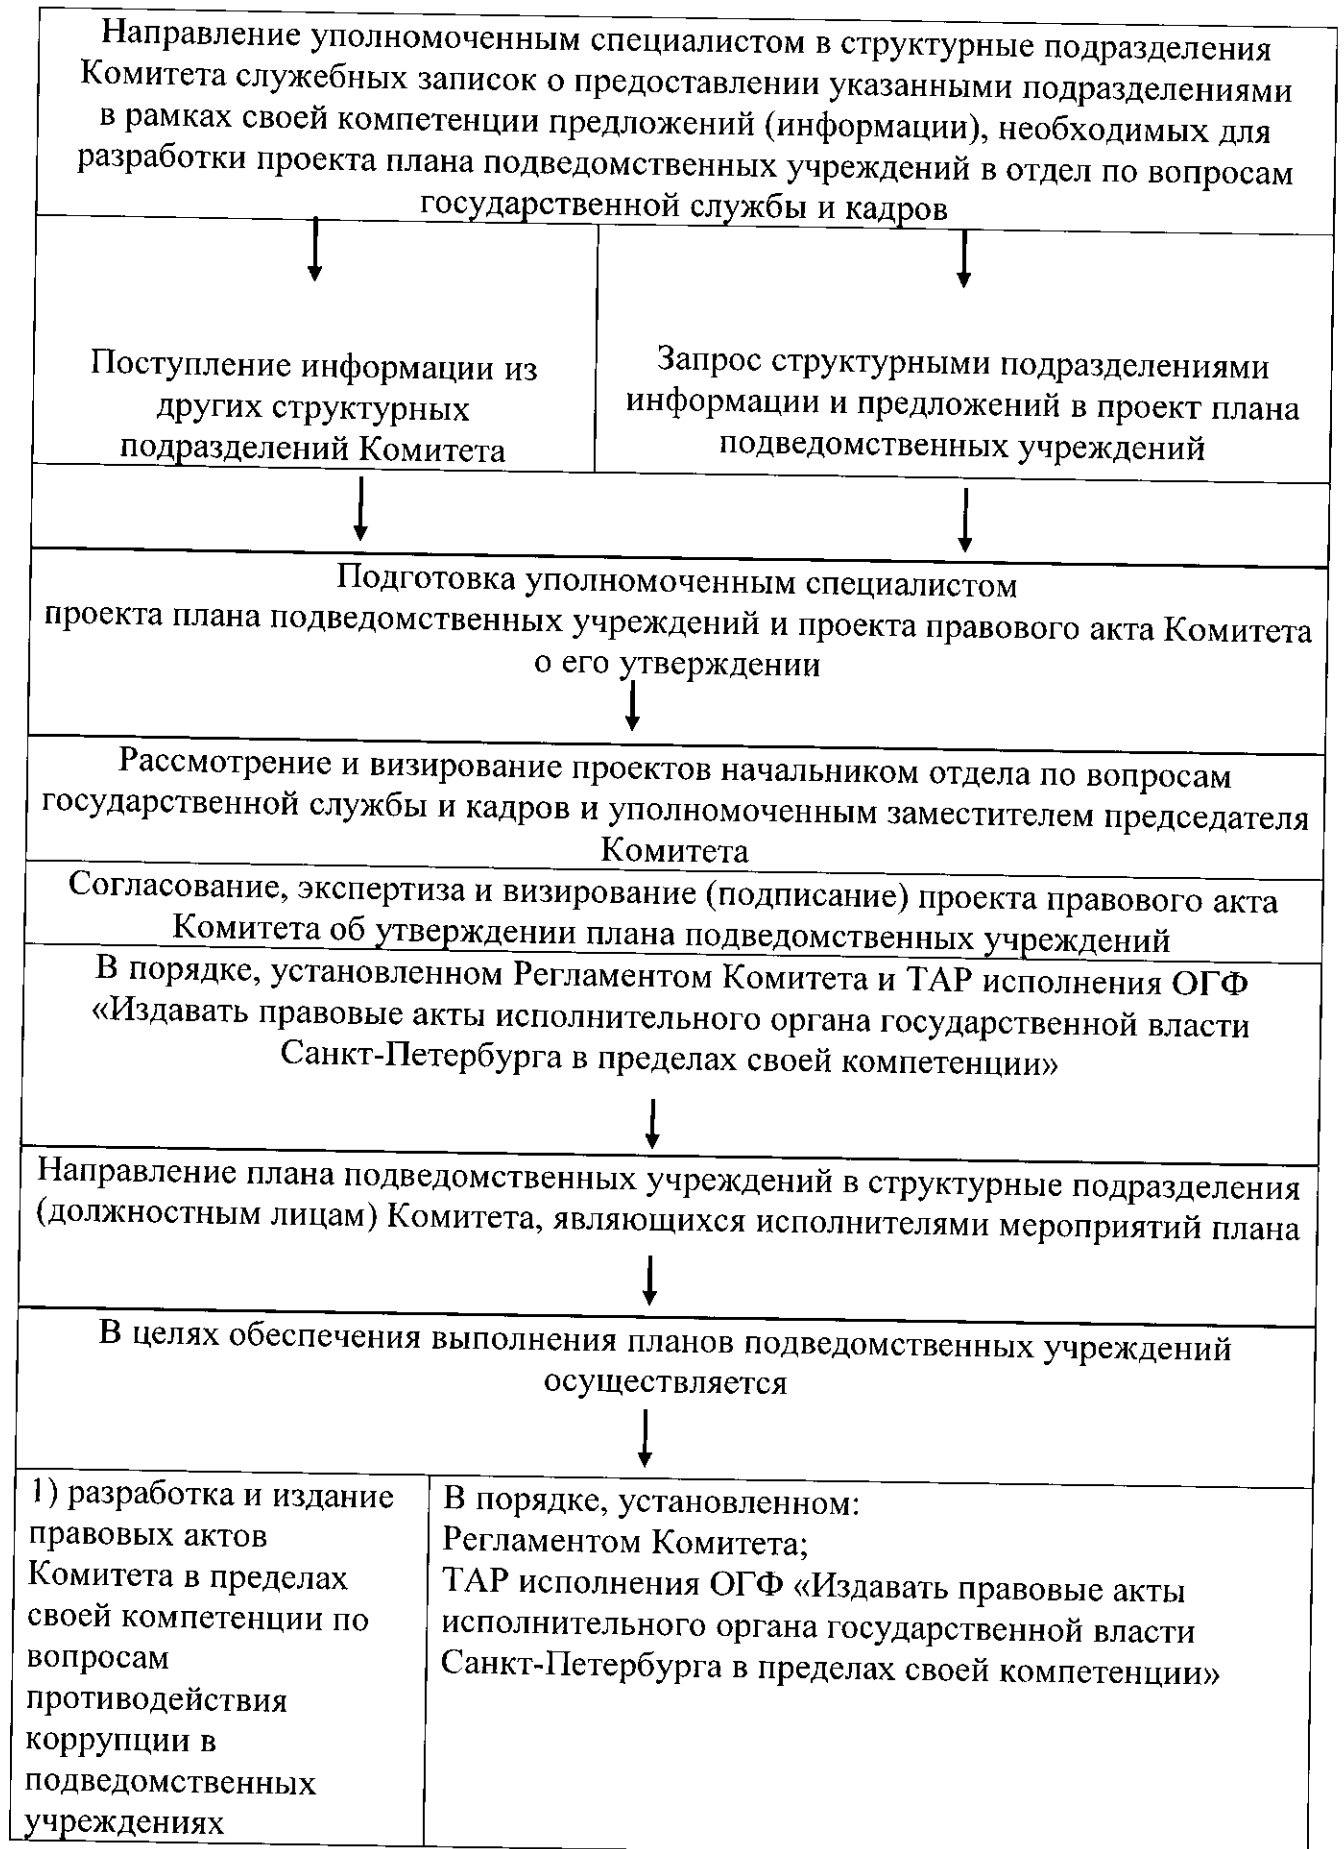 Направление уполномоченным специалистом в структурные подразделения
Комитета служебных записок о предоставлении указанными подразделениями
в рамках своей компетенции предложений (информации), необходимых для
разработки проекта плана подведомственных учреждений в отдел по вопросам
государственной службы и кадров
Поступление информации из
других структурных
подразделений Комитета
Запрос структурными подразделениями
информации и предложений в проект плана
подведомственных учреждений
Подготовка уполномоченным специалистом
проекта плана подведомственных учреждений и проекта правового акта Комитета
о его утверждении
Рассмотрение и визирование проектов начальником отдела по вопросам
государственной службы и кадров и уполномоченным заместителем председателя
Комитета
Согласование, экспертиза и визирование (подписание) проекта правового акта
Комитета об утверждении плана подведомственных учреждений
В порядке, установленном Регламентом Комитета и ТАР исполнения ОГФ
«Издавать правовые акты исполнительного органа государственной власти
Санкт-Петербурга в пределах своей компетенции»
Направление плана подведомственных учреждений в структурные подразделения
(должностным лицам) Комитета, являющихся исполнителями мероприятий плана
В целях обеспечения выполнения планов подведомственных учреждений
осуществляется
1) разработка и издание
правовых актов
Комитета в пределах
своей компетенции по
вопросам
противодействия
коррупции в
подведомственных
учреждениях
В порядке, установленном:
Регламентом Комитета;
ТАР исполнения ОГФ «Издавать правовые акты
исполнительного органа государственной власти
Санкт-Петербурга в пределах своей компетенции»